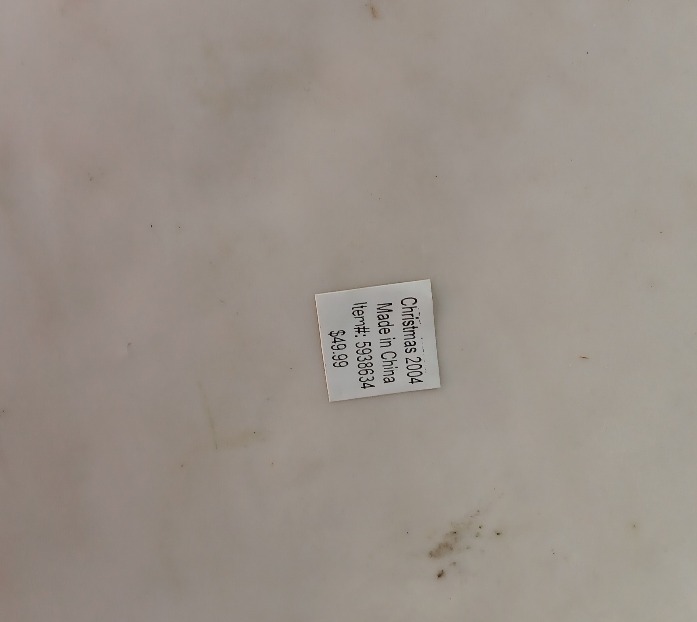 Christmas 2004
Made in China
Item#: 5938634
$49.99